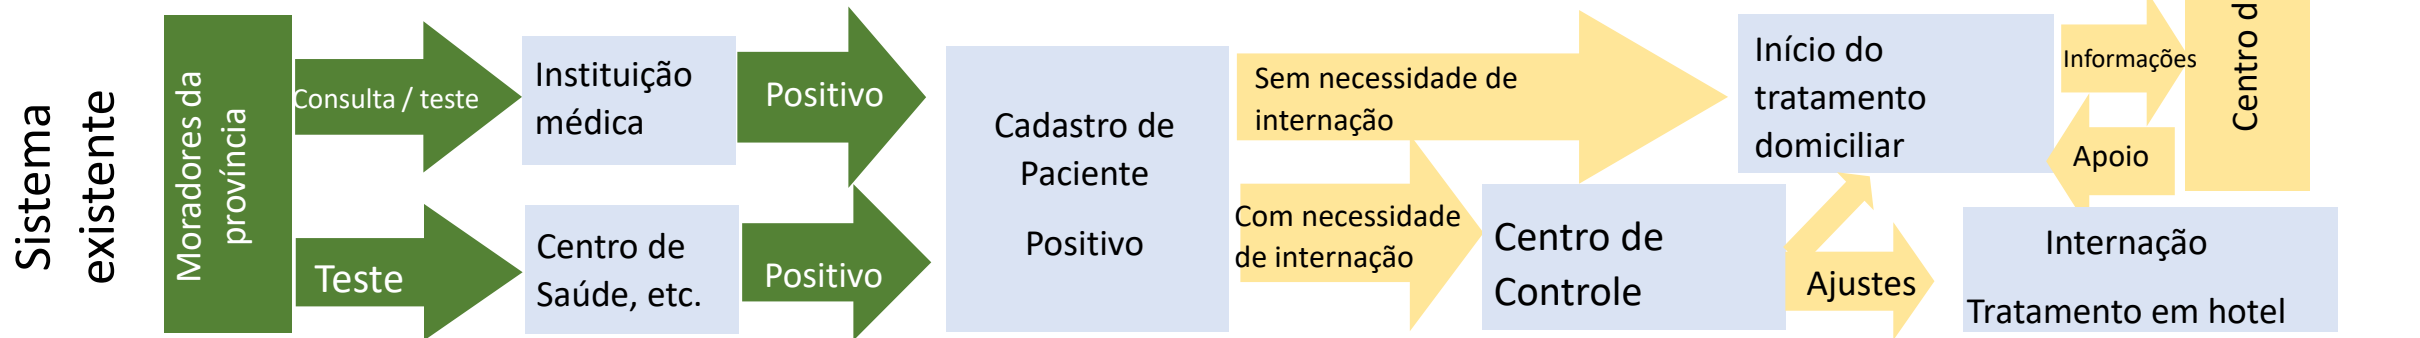 Sistema
existente
Moradores da
província
Consulta / teste
Teste
Instituição
médica
Centro de
Saúde, etc.
Positivo
Positivo
Cadastro de
Paciente
Positivo
Sem necessidade de
internação
Com necessidade
de internação
Centro de
Controle
Início do
tratamento
domiciliar
Ajustes
Informações
Apoio
Centro d
Internação
Tratamento em hotel